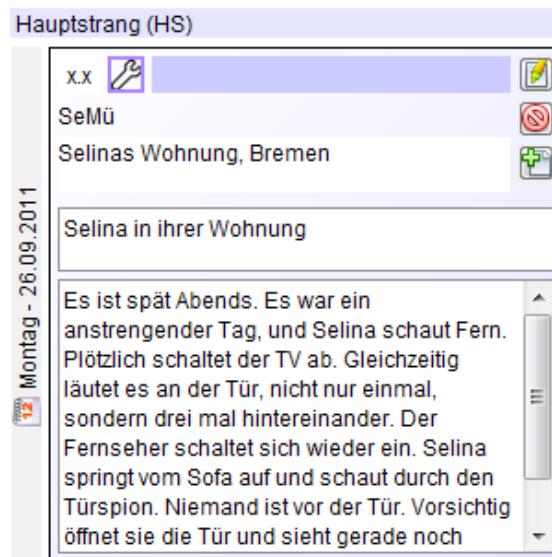 Hauptstrang (HS)
x.x
SeMü
Selinas Wohnung, Bremen
Montag - 26.09.2011
12
Selina in ihrer Wohnung
Es ist spät Abends. Es war ein
anstrengender Tag, und Selina schaut Fern.
Plötzlich schaltet der TV ab. Gleichzeitig
läutet es an der Tür, nicht nur einmal,
sondern drei mal hintereinander. Der
Fernseher schaltet sich wieder ein. Selina
springt vom Sofa auf und schaut durch den
Türspion. Niemand ist vor der Tür. Vorsichtig
öffnet sie die Tür und sieht gerade noch